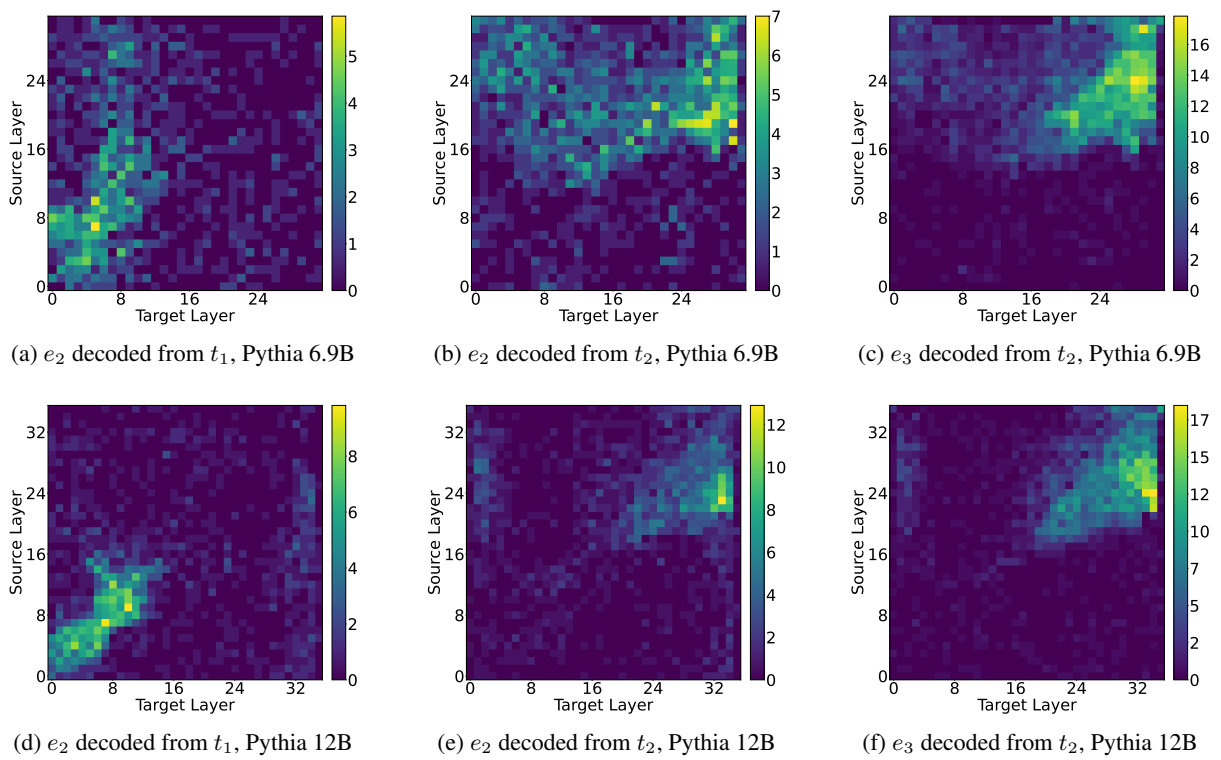 5
4
3
2
1
0
24
16
8
0
0 8 16 24
Source Layer
Target Layer
(a) e₂ decoded from t₁, Pythia 6.9B
7
6
5
4
3
2
1
0
24
16
8
0
0 8 16 24
Source Layer
Target Layer
(b) e₂ decoded from t₂, Pythia 6.9B
16
14
12
10
8
6
4
2
0
24
16
8
0
0 8 16 24
Source Layer
Target Layer
(c) e₃ decoded from t₂, Pythia 6.9B
8
6
4
2
0
32
24
16
8
0
0 8 16 24 32
Source Layer
Target Layer
(d) e₂ decoded from t₁, Pythia 12B
12
10
8
6
4
2
0
32
24
16
8
0
0 8 16 24 32
Source Layer
Target Layer
(e) e₂ decoded from t₂, Pythia 12B
17
15
12
10
7
5
2
0
32
24
16
8
0
0 8 16 24 32
Source Layer
Target Layer
(f) e₃ decoded from t₂, Pythia 12B